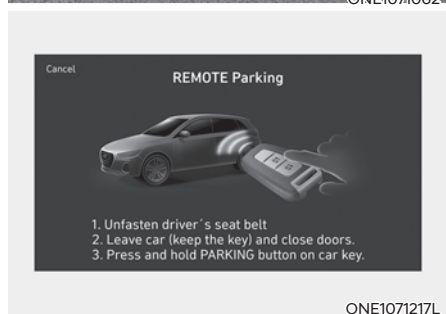 ONE1071062
Cancel
REMOTE Parking
1. Unfasten driver´s seat belt
2. Leave car (keep the key) and close doors.
3. Press and hold PARKING button on car key.
ONE1071217L